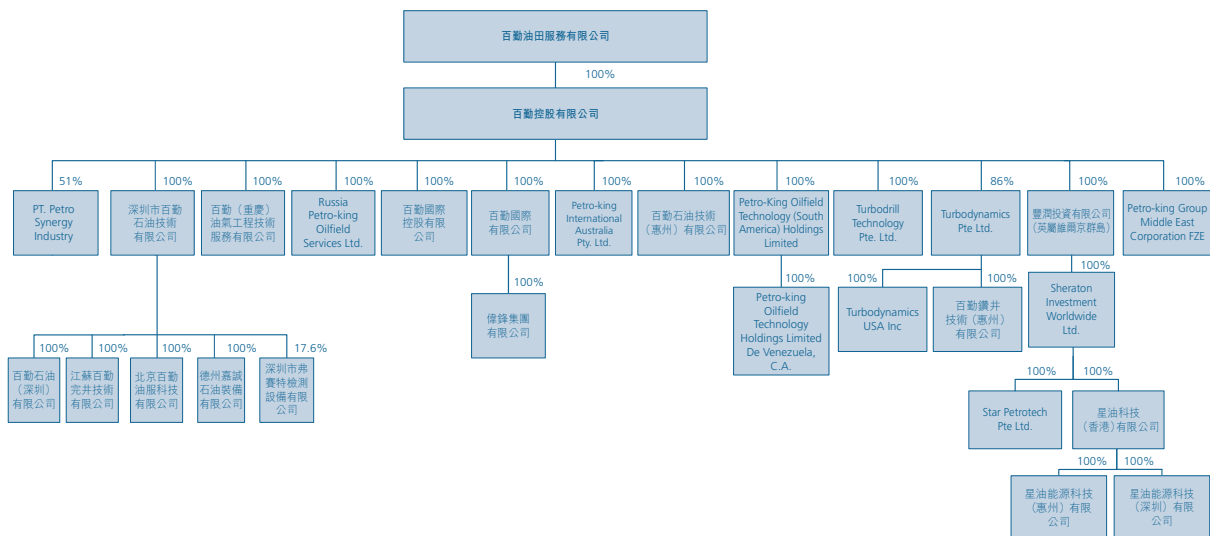 百勤油田服務有限公司
100%
百勤控股有限公司
51%
100%
100%
100%
100%
100%
100%
100%
100%
100%
86%
100%
100%
PT. Petro
Synergy
Industry
深圳市百勤
石油技術
有限公司
百勤（重慶）
油氣工程技術
服務有限公司
Russia
Petro-king
Oilfield
Services Ltd.
百勤國際
控股有限
公司
百勤國際
有限公司
Petro-king
International
Australia
Pty. Ltd.
百勤石油技術
（惠州）有限公司
Petro-King Oilfield
Technology (South
America) Holdings
Limited
Turbodrill
Technology
Pte. Ltd.
Turbodynamics
Pte Ltd.
豐潤投資有限公司
（英屬維爾京群島）
Petro-king Group
Middle East
Corporation FZE
100%
100%
100%
100%
100%
偉鋒集團
有限公司
Petro-king
Oilfield
Technology
Holdings Limited
De Venezuela,
C.A.
Turbodynamics
USA Inc
百勤鑽井
技術（惠州）
有限公司
Sheraton
Investment
Worldwide
Ltd.
100%
100%
100%
100%
17.6%
百勤石油
（深圳）
有限公司
江蘇百勤
完井技術
有限公司
北京百勤
油服科技
有限公司
德州嘉誠
石油裝備
有限公司
深圳市弗
賽特檢測
設備有限
公司
100%
100%
Star Petrotech
Pte Ltd.
星油科技
（香港）有限公司
100%
100%
星油能源科技
（惠州）有限
公司
星油能源科技
（深圳）有限
公司